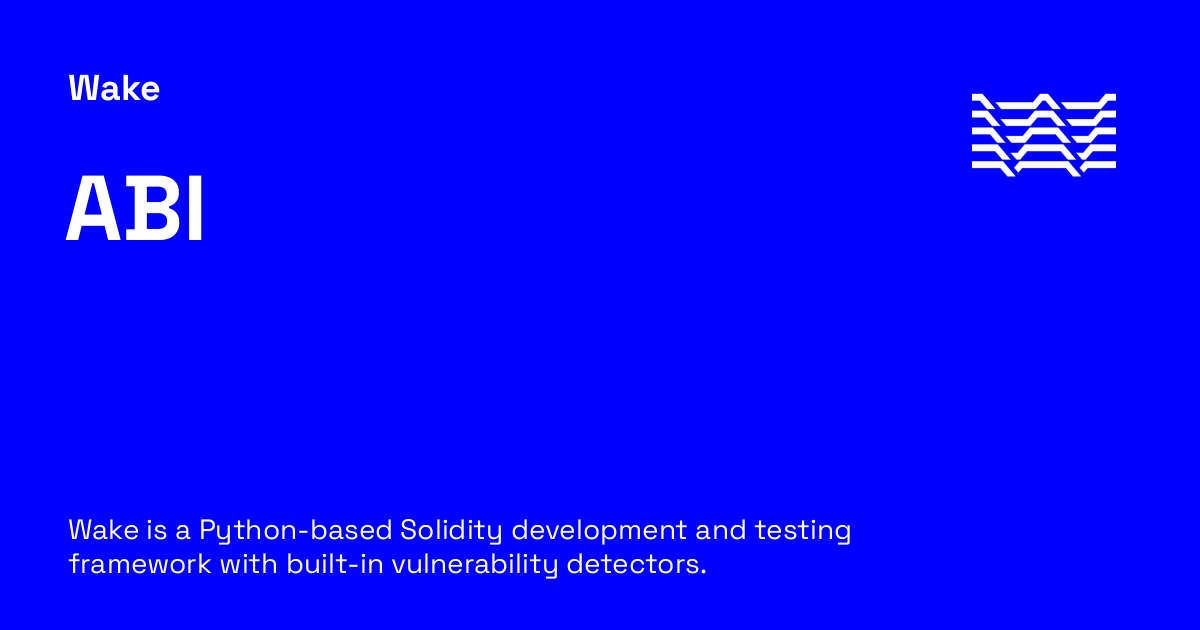 Wake
ABI
Wake is a Python-based Solidity development and testing
framework with built-in vulnerability detectors.